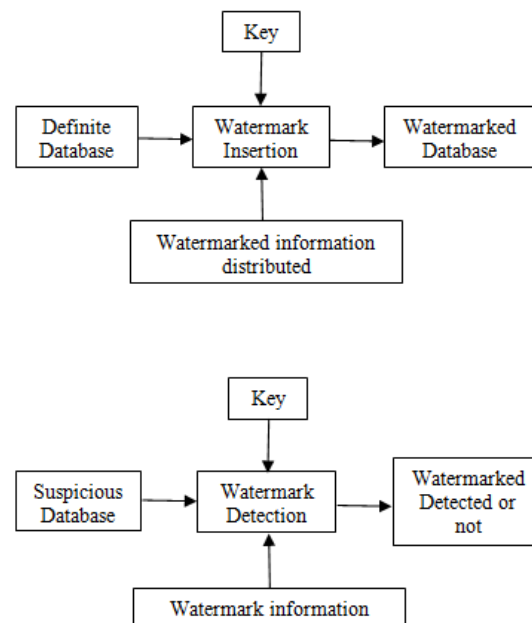 Key
Definite
Database
Watermark
Insertion
Watermarked
Database
Watermarked information
distributed
Key
Suspicious
Database
Watermark
Detection
Watermarked
Detected or
not
Watermark information